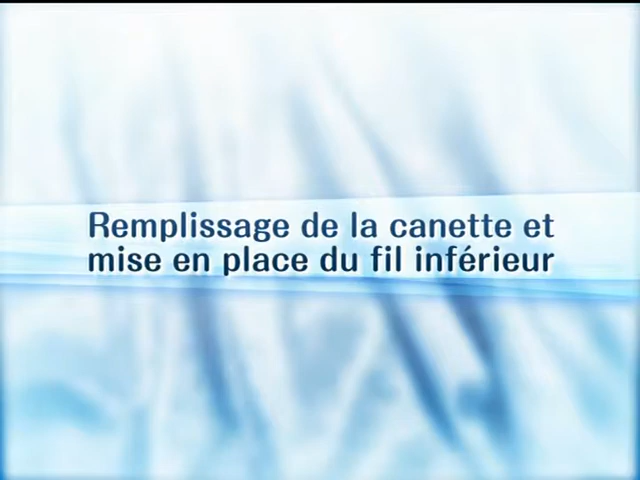 Remplissage de la canette et
mise en place du fil inférieur